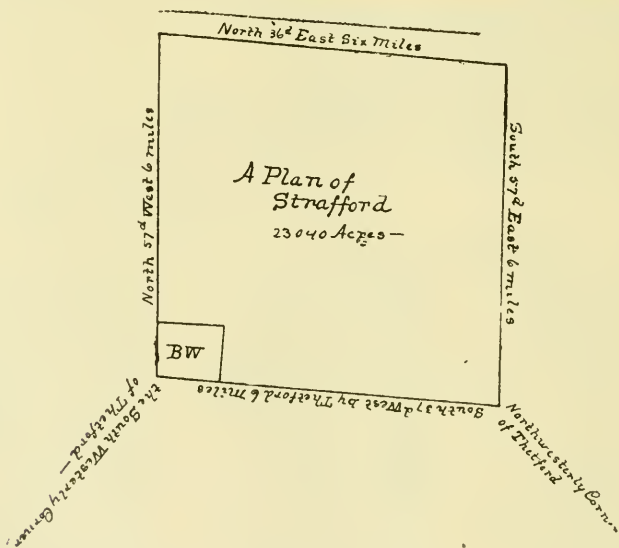 North 36d East Six Miles
North 57d West 6 miles
South 57d East 6 miles
A Plan of
Strafford
23040 Acres—
BW
South 37d West by Thetford 6 Miles
the South Westerly Corner
of Thetford—
Northwesterly Corn
of Thetford